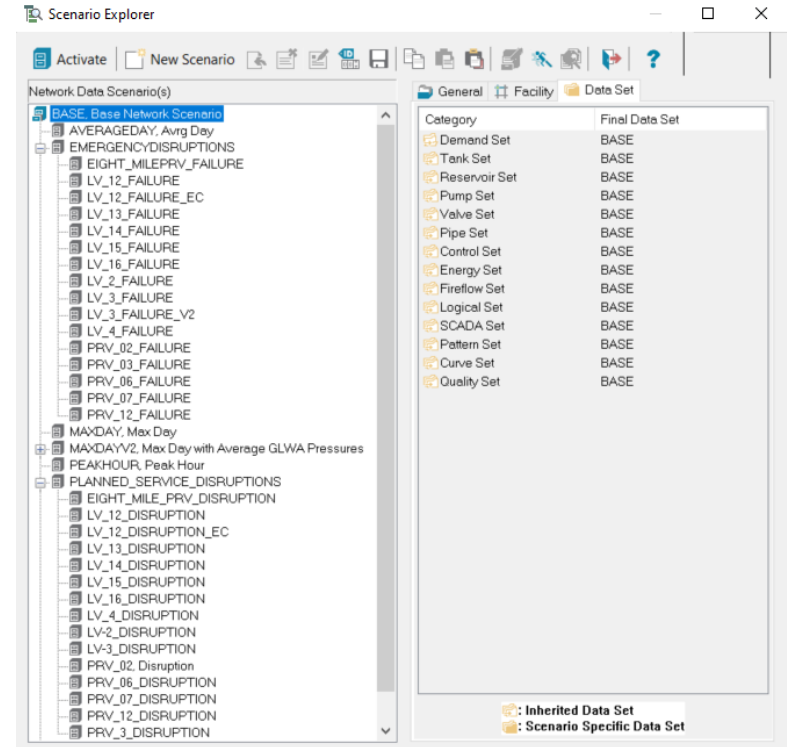 Scenario Explorer
Activate New Scenario ID ?
Network Data Scenario(s)
BASE, Base Network Scenario
AVERAGEDAY, Avrg Day
EMERGENCYDISRUPTIONS
EIGHT_MILEPRV_FAILURE
LV_12_FAILURE
LV_12_FAILURE_EC
LV_13_FAILURE
LV_14_FAILURE
LV_15_FAILURE
LV_16_FAILURE
LV_2_FAILURE
LV_3_FAILURE
LV_3_FAILURE_V2
LV_4_FAILURE
PRV_02_FAILURE
PRV_03_FAILURE
PRV_06_FAILURE
PRV_07_FAILURE
PRV_12_FAILURE
MAXDAY, Max Day
MAXDAYV2, Max Day with Average GLWA Pressures
PEAKHOUR, Peak Hour
PLANNED_SERVICE_DISRUPTIONS
EIGHT_MILE_PRV_DISRUPTION
LV_12_DISRUPTION
LV_12_DISRUPTION_EC
LV_13_DISRUPTION
LV_14_DISRUPTION
LV_15_DISRUPTION
LV_16_DISRUPTION
LV_4_DISRUPTION
LV-2_DISRUPTION
LV-3_DISRUPTION
PRV_02, Disruption
PRV_06_DISRUPTION
PRV_07_DISRUPTION
PRV_12_DISRUPTION
PRV_3_DISRUPTION
General Facility Data Set
Category Final Data Set
Demand Set BASE
Tank Set BASE
Reservoir Set BASE
Pump Set BASE
Valve Set BASE
Pipe Set BASE
Control Set BASE
Energy Set BASE
Fireflow Set BASE
Logical Set BASE
SCADA Set BASE
Pattern Set BASE
Curve Set BASE
Quality Set BASE
: Inherited Data Set
: Scenario Specific Data Set